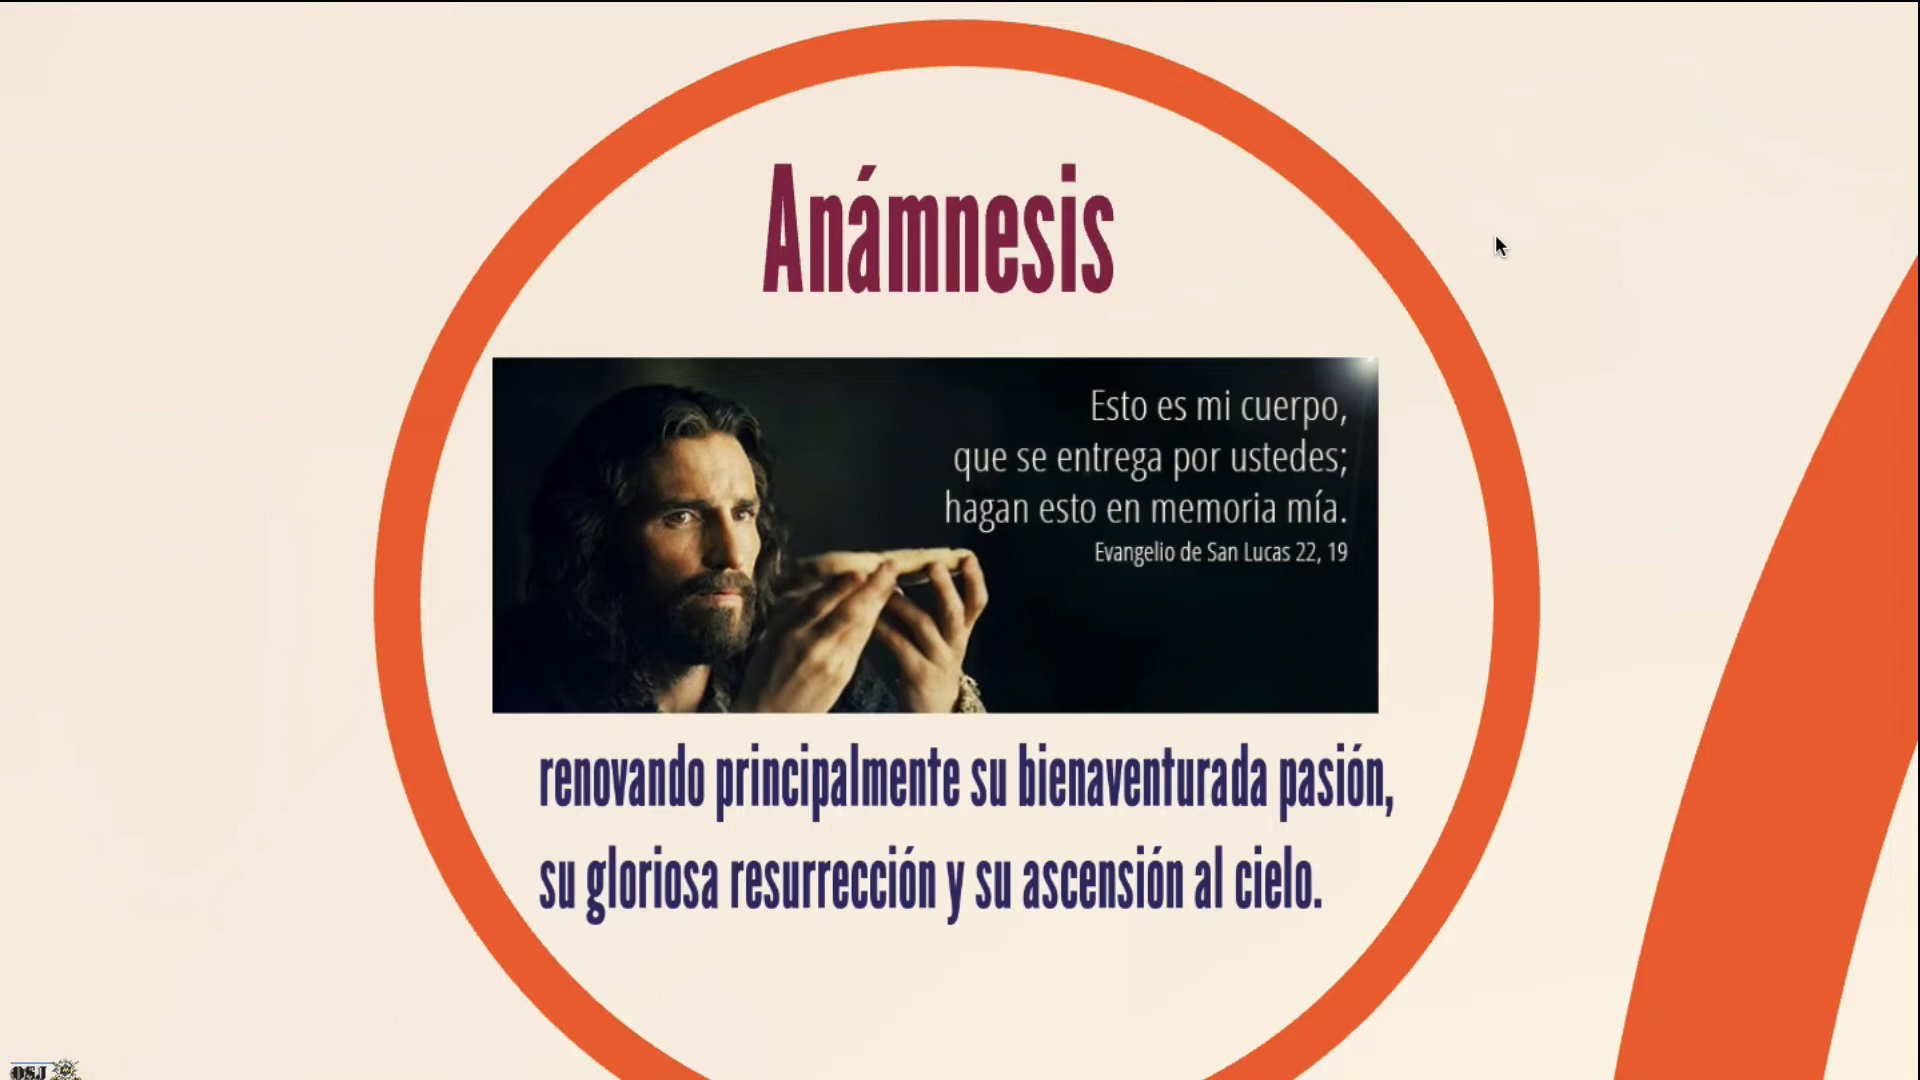 Anámnesis
Esto es mi cuerpo,
que se entrega por ustedes;
hagan esto en memoria mía.
Evangelio de San Lucas 22, 19
renovando principalmente su bienaventurada pasión,
su gloriosa resurrección y su ascensión al cielo.
OSJ